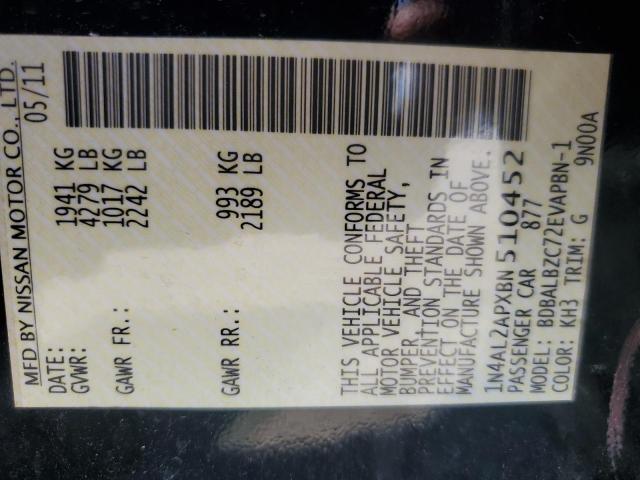 MFD BY NISSAN MOTOR CO., LTD.
DATE: 05/11
GVWR: 1941 KG
4279 LB
GAWR FR.: 1017 KG
2242 LB
GAWR RR.: 993 KG
2189 LB
THIS VEHICLE CONFORMS TO
ALL APPLICABLE FEDERAL
MOTOR VEHICLE SAFETY,
BUMPER, AND THEFT
PREVENTION STANDARDS IN
EFFECT ON THE DATE OF
MANUFACTURE SHOWN ABOVE.
1N4AL2APXBN510452
PASSENGER CAR 877
MODEL: BDBALBZC72EVAPBN-1
COLOR: KH3 TRIM: G 9N00A